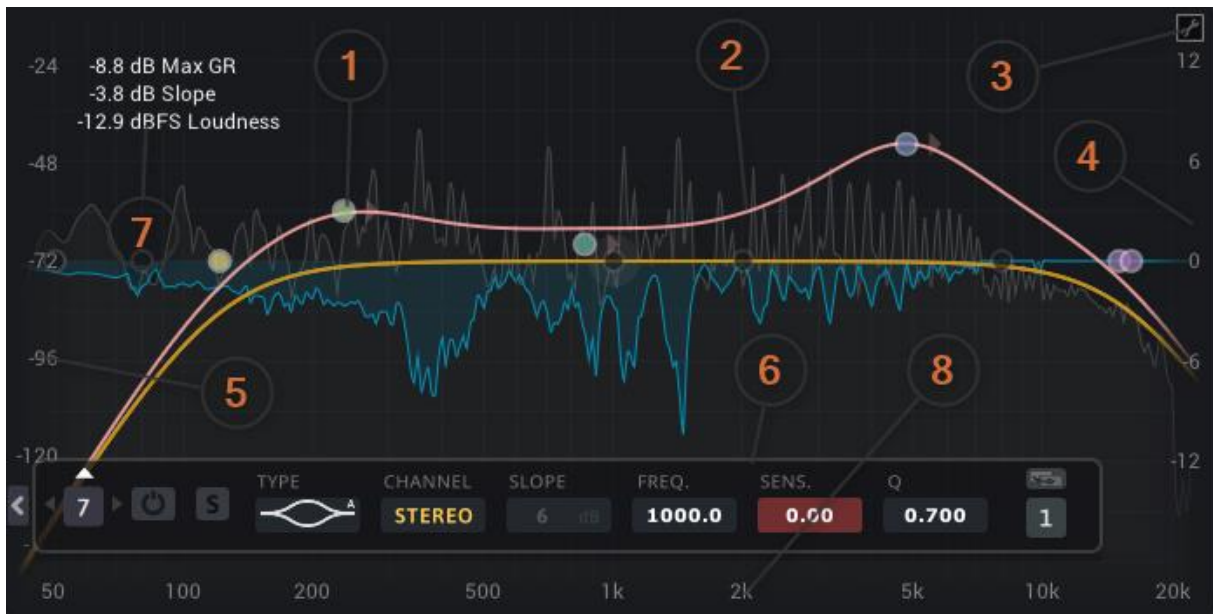 -24
-8.8 dB Max GR
-3.8 dB Slope
-12.9 dBFS Loudness
1
2
3
12
-48
4
6
7
-72
0
-96
5
6
8
-6
-120
-12
TYPE
CHANNEL
SLOPE
FREQ.
SENS.
Q
7
S
A
STEREO
6 dB
1000.0
0.00
0.700
1
50
100
200
500
1k
2k
5k
10k
20k